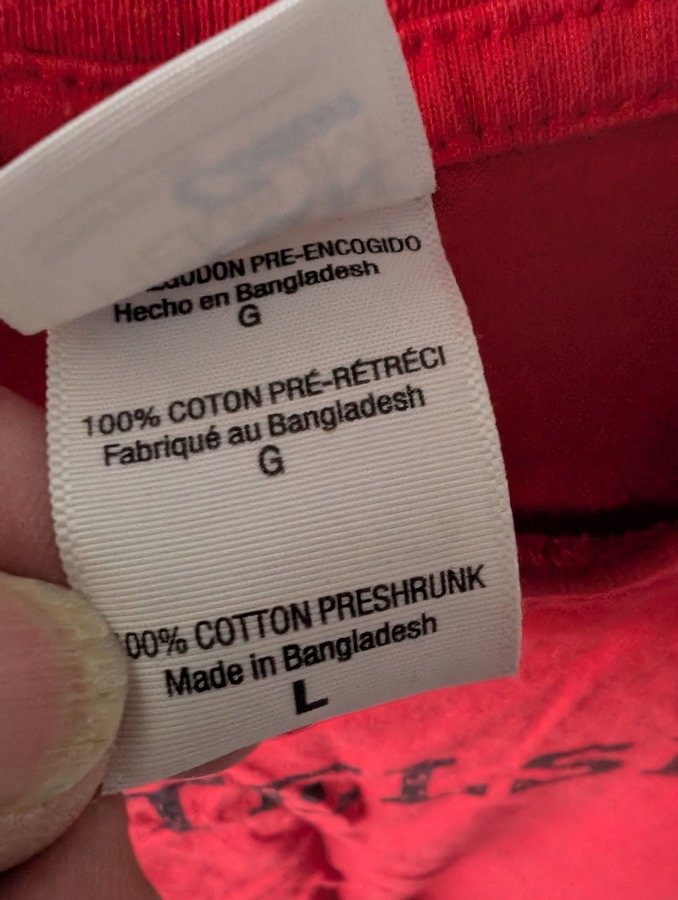 PRE-ENCOGIDO
Hecho en Bangladesh
G
100% COTON PRÉ-RÉTRÉCI
Fabriqué au Bangladesh
G
00% COTTON PRESHRUNK
Made in Bangladesh
L